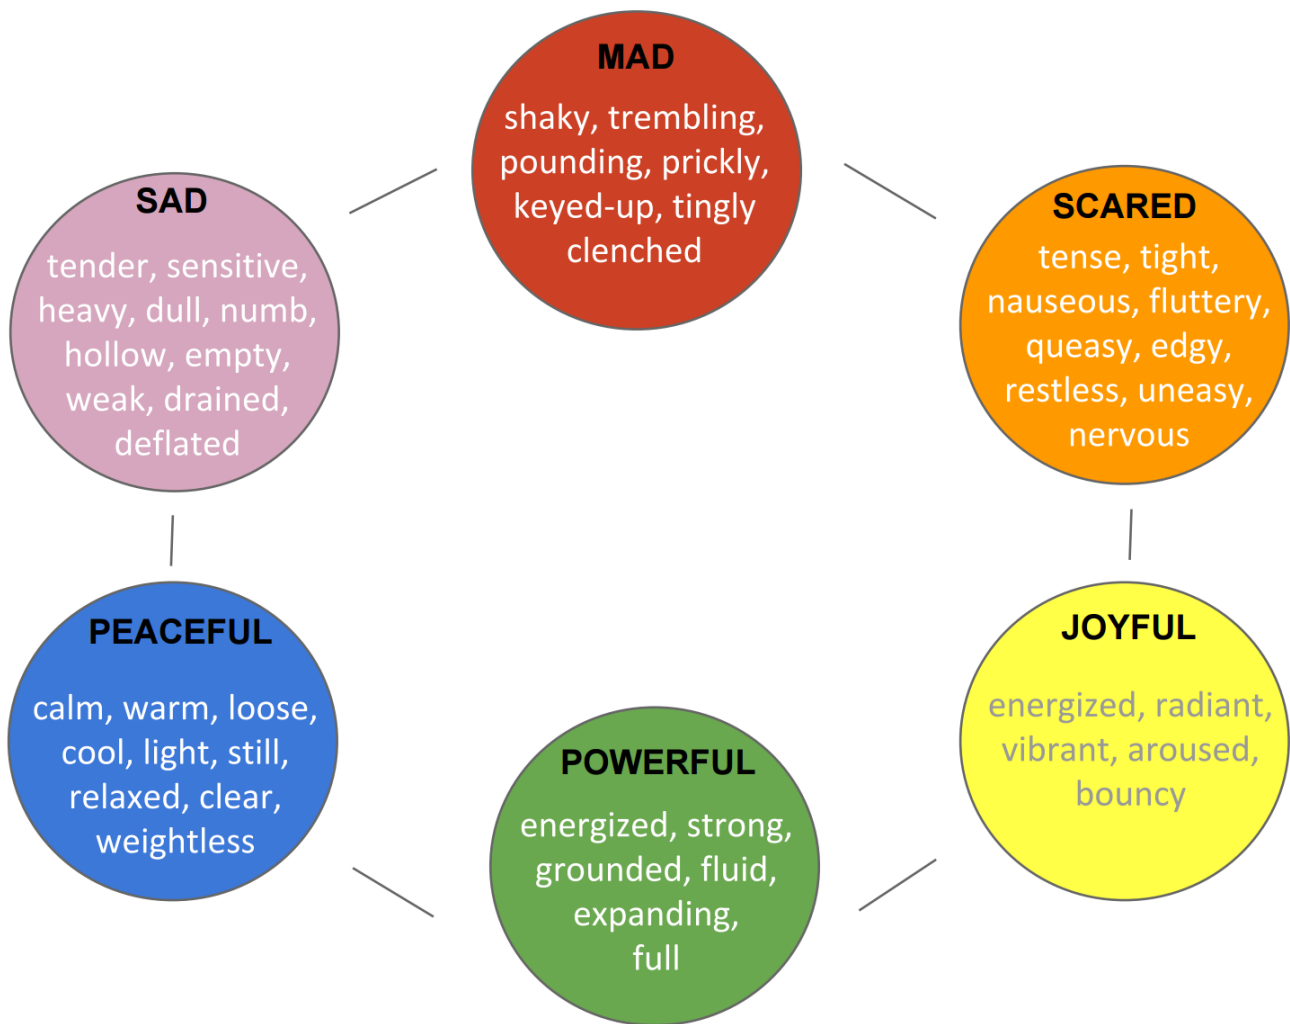 MAD
shaky, trembling,
pounding, prickly,
keyed-up, tingly
clenched
SCARED
tense, tight,
nauseous, fluttery,
queasy, edgy,
restless, uneasy,
nervous
JOYFUL
energized, radiant,
vibrant, aroused,
bouncy
POWERFUL
energized, strong,
grounded, fluid,
expanding,
full
PEACEFUL
calm, warm, loose,
cool, light, still,
relaxed, clear,
weightless
SAD
tender, sensitive,
heavy, dull, numb,
hollow, empty,
weak, drained,
deflated